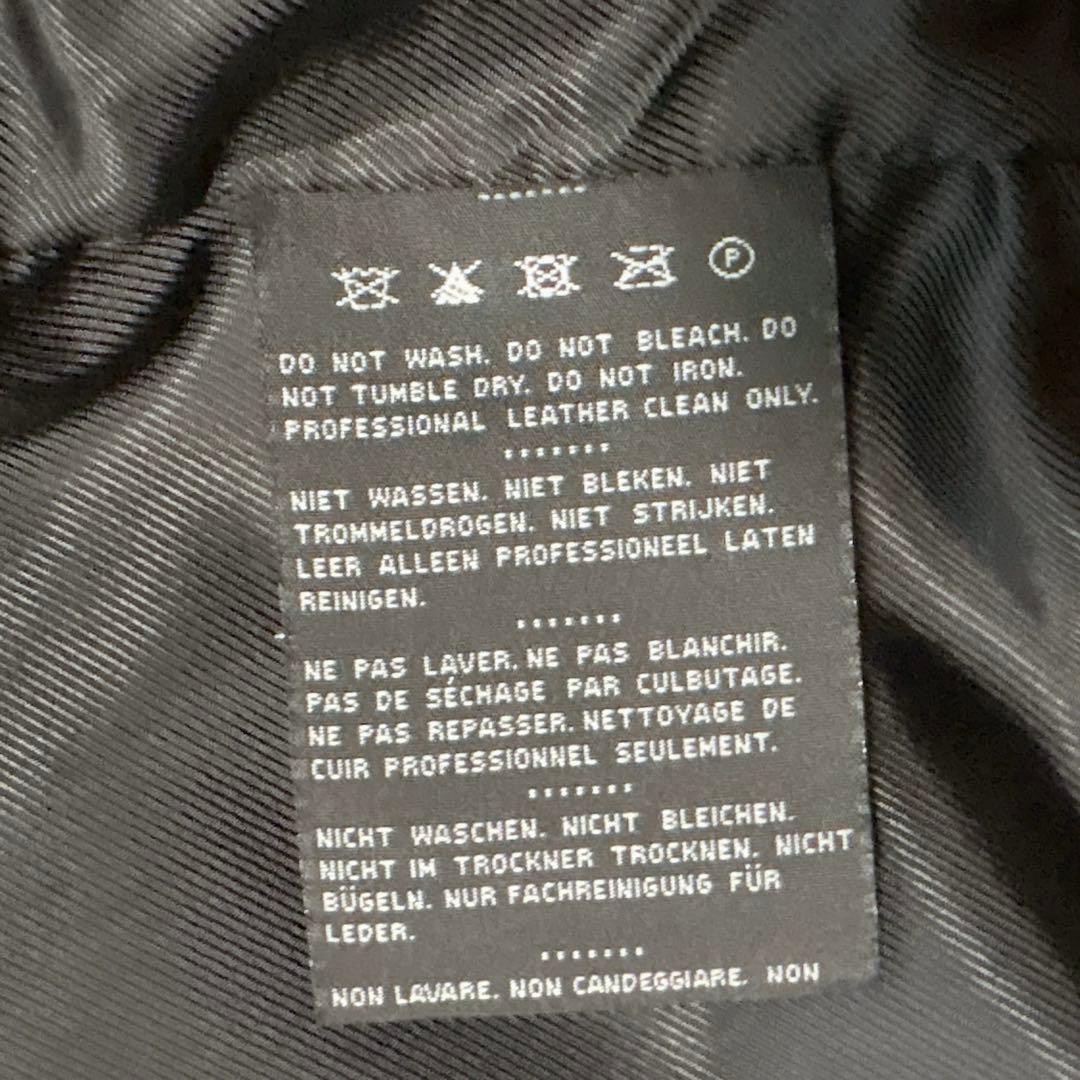 P
DO NOT WASH. DO NOT BLEACH. DO
NOT TUMBLE DRY. DO NOT IRON.
PROFESSIONAL LEATHER CLEAN ONLY.
NIET WASSEN. NIET BLEKEN. NIET
TROMMELDROGEN. NIET STRIJKEN.
LEER ALLEEN PROFESSIONEEL LATEN
REINIGEN.
NE PAS LAVER. NE PAS BLANCHIR.
PAS DE SÉCHAGE PAR CULBUTAGE.
NE PAS REPASSER. NETTOYAGE DE
CUIR PROFESSIONNEL SEULEMENT.
NICHT WASCHEN. NICHT BLEICHEN.
NICHT IM TROCKNER TROCKNEN. NICHT
BÜGELN. NUR FACHREINIGUNG FÜR
LEDER.
NON LAVARE. NON CANDEGGIARE. NON